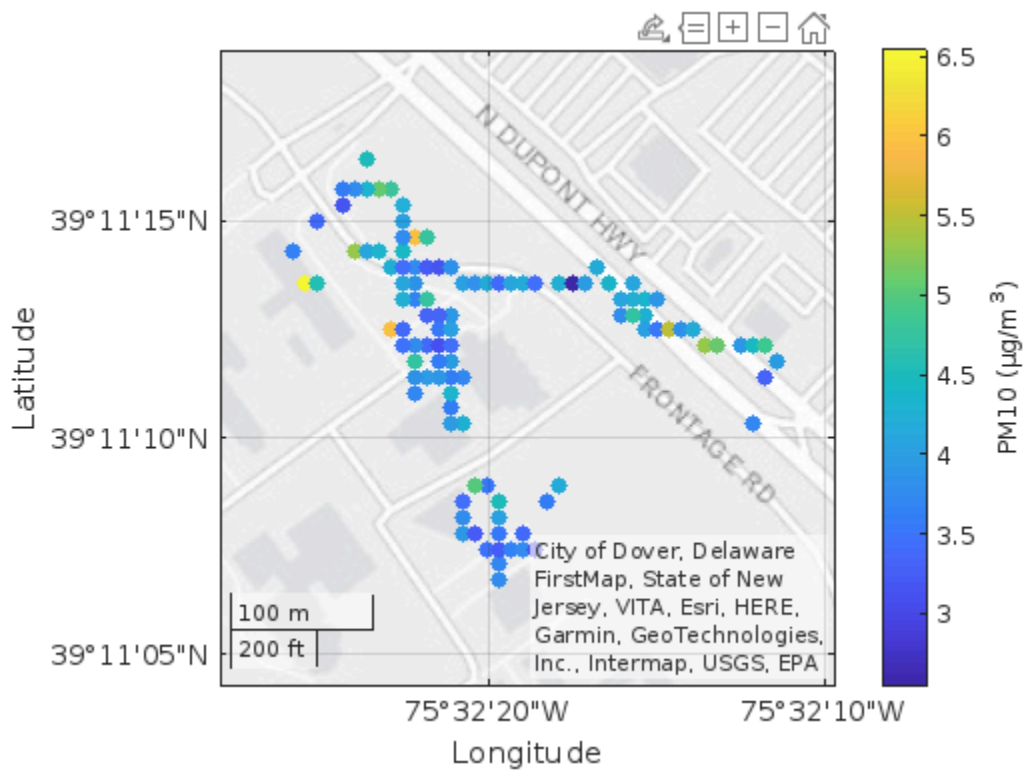 6.5
6
5.5
5
4.5
4
3.5
3
PM10 (µg/m³)
N DUPONT HWY
FRONTAGE RD
39°11'15"N
39°11'10"N
39°11'05"N
Latitude
City of Dover, Delaware
FirstMap, State of New
Jersey, VITA, Esri, HERE,
Garmin, GeoTechnologies,
Inc., Intermap, USGS, EPA
100 m
200 ft
75°32'20"W
75°32'10"W
Longitude